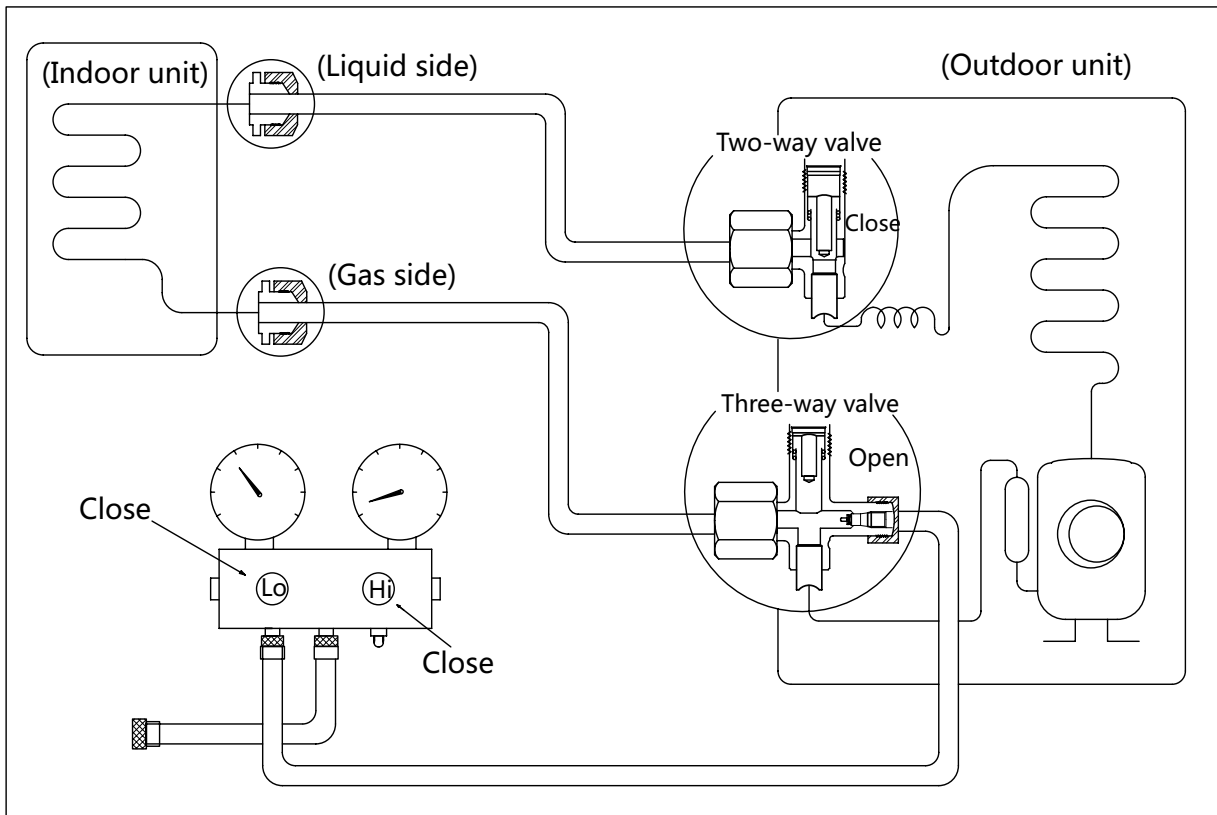 (Indoor unit)
(Liquid side)
(Outdoor unit)
Two-way valve
Close
(Gas side)
Three-way valve
Open
Close
Lo
Hi
Close